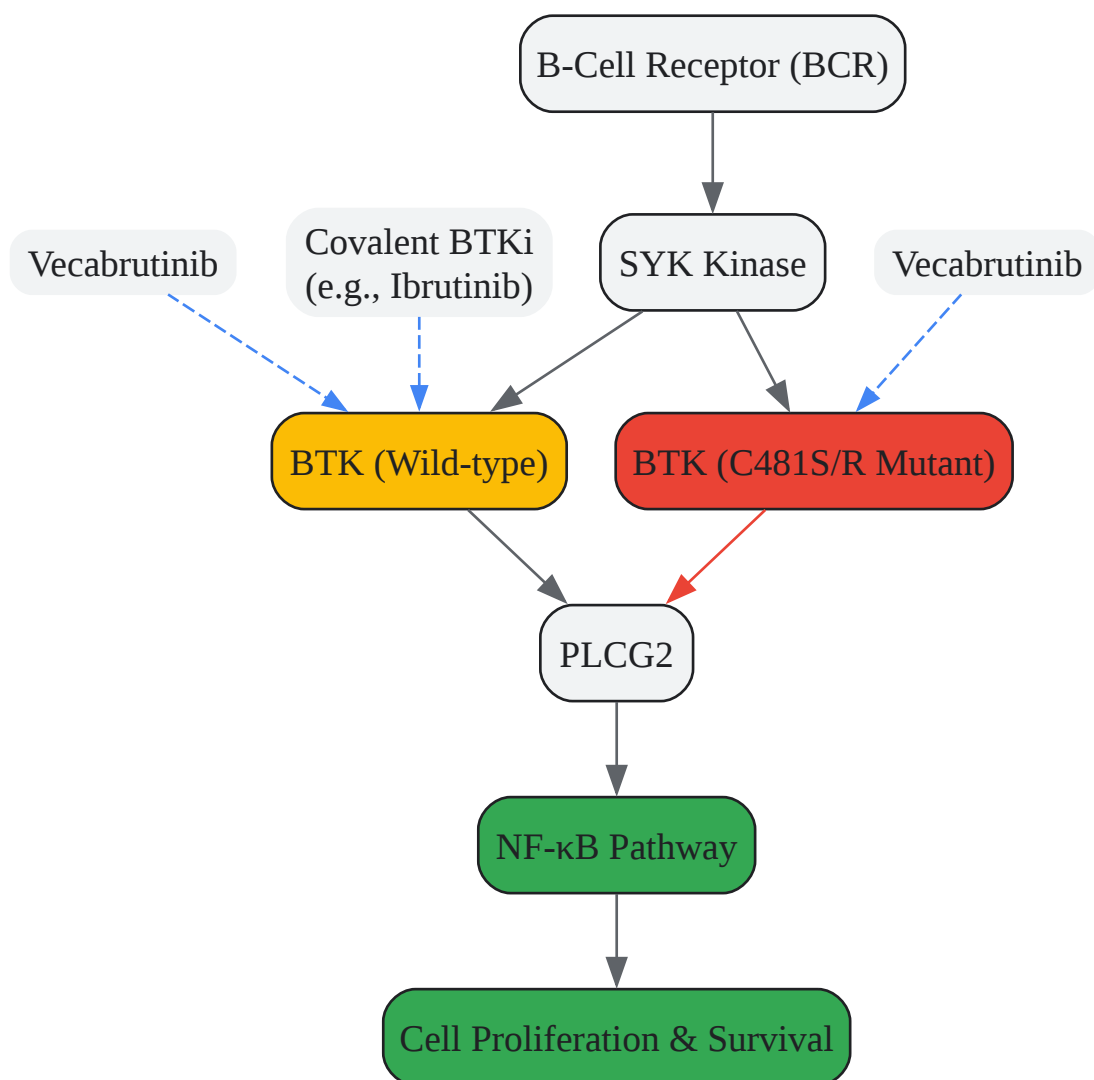 B-Cell Receptor (BCR)
Vecabrutinib
Covalent BTKi
(e.g., Ibrutinib)
SYK Kinase
Vecabrutinib
BTK (Wild-type)
BTK (C481S/R Mutant)
PLCG2
NF-κB Pathway
Cell Proliferation & Survival